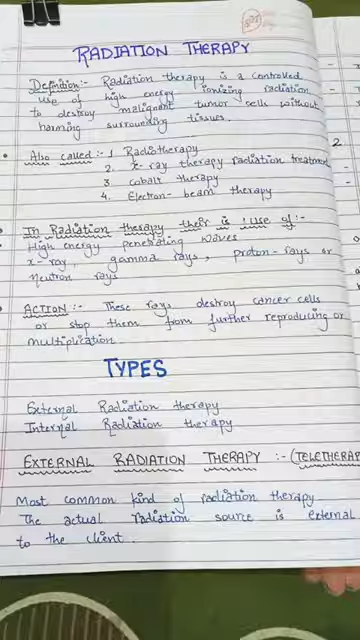 RADIATION THERAPY
Definition:- Radiation therapy is a controlled
use of high energy ionizing radiation
to destroy malignant tumor cells without
harming surrounding tissues.
Also called :- 1 Radiotherapy
2. X-ray therapy radiation treatment
3 cobalt therapy
4. Electron-beam therapy
2
In Radiation therapy their is use of:-
High energy penetrating waves
x-ray, gamma rays, proton-rays or
neutron rays
ACTION:- These rays destroy cancer cells
or stop them from further reproducing or
multiplication.
TYPES
External Radiation therapy
Internal Radiation therapy
EXTERNAL RADIATION THERAPY :- (TELETHERAP
Most common kind of radiation therapy
The actual radiation source is external
to the client.